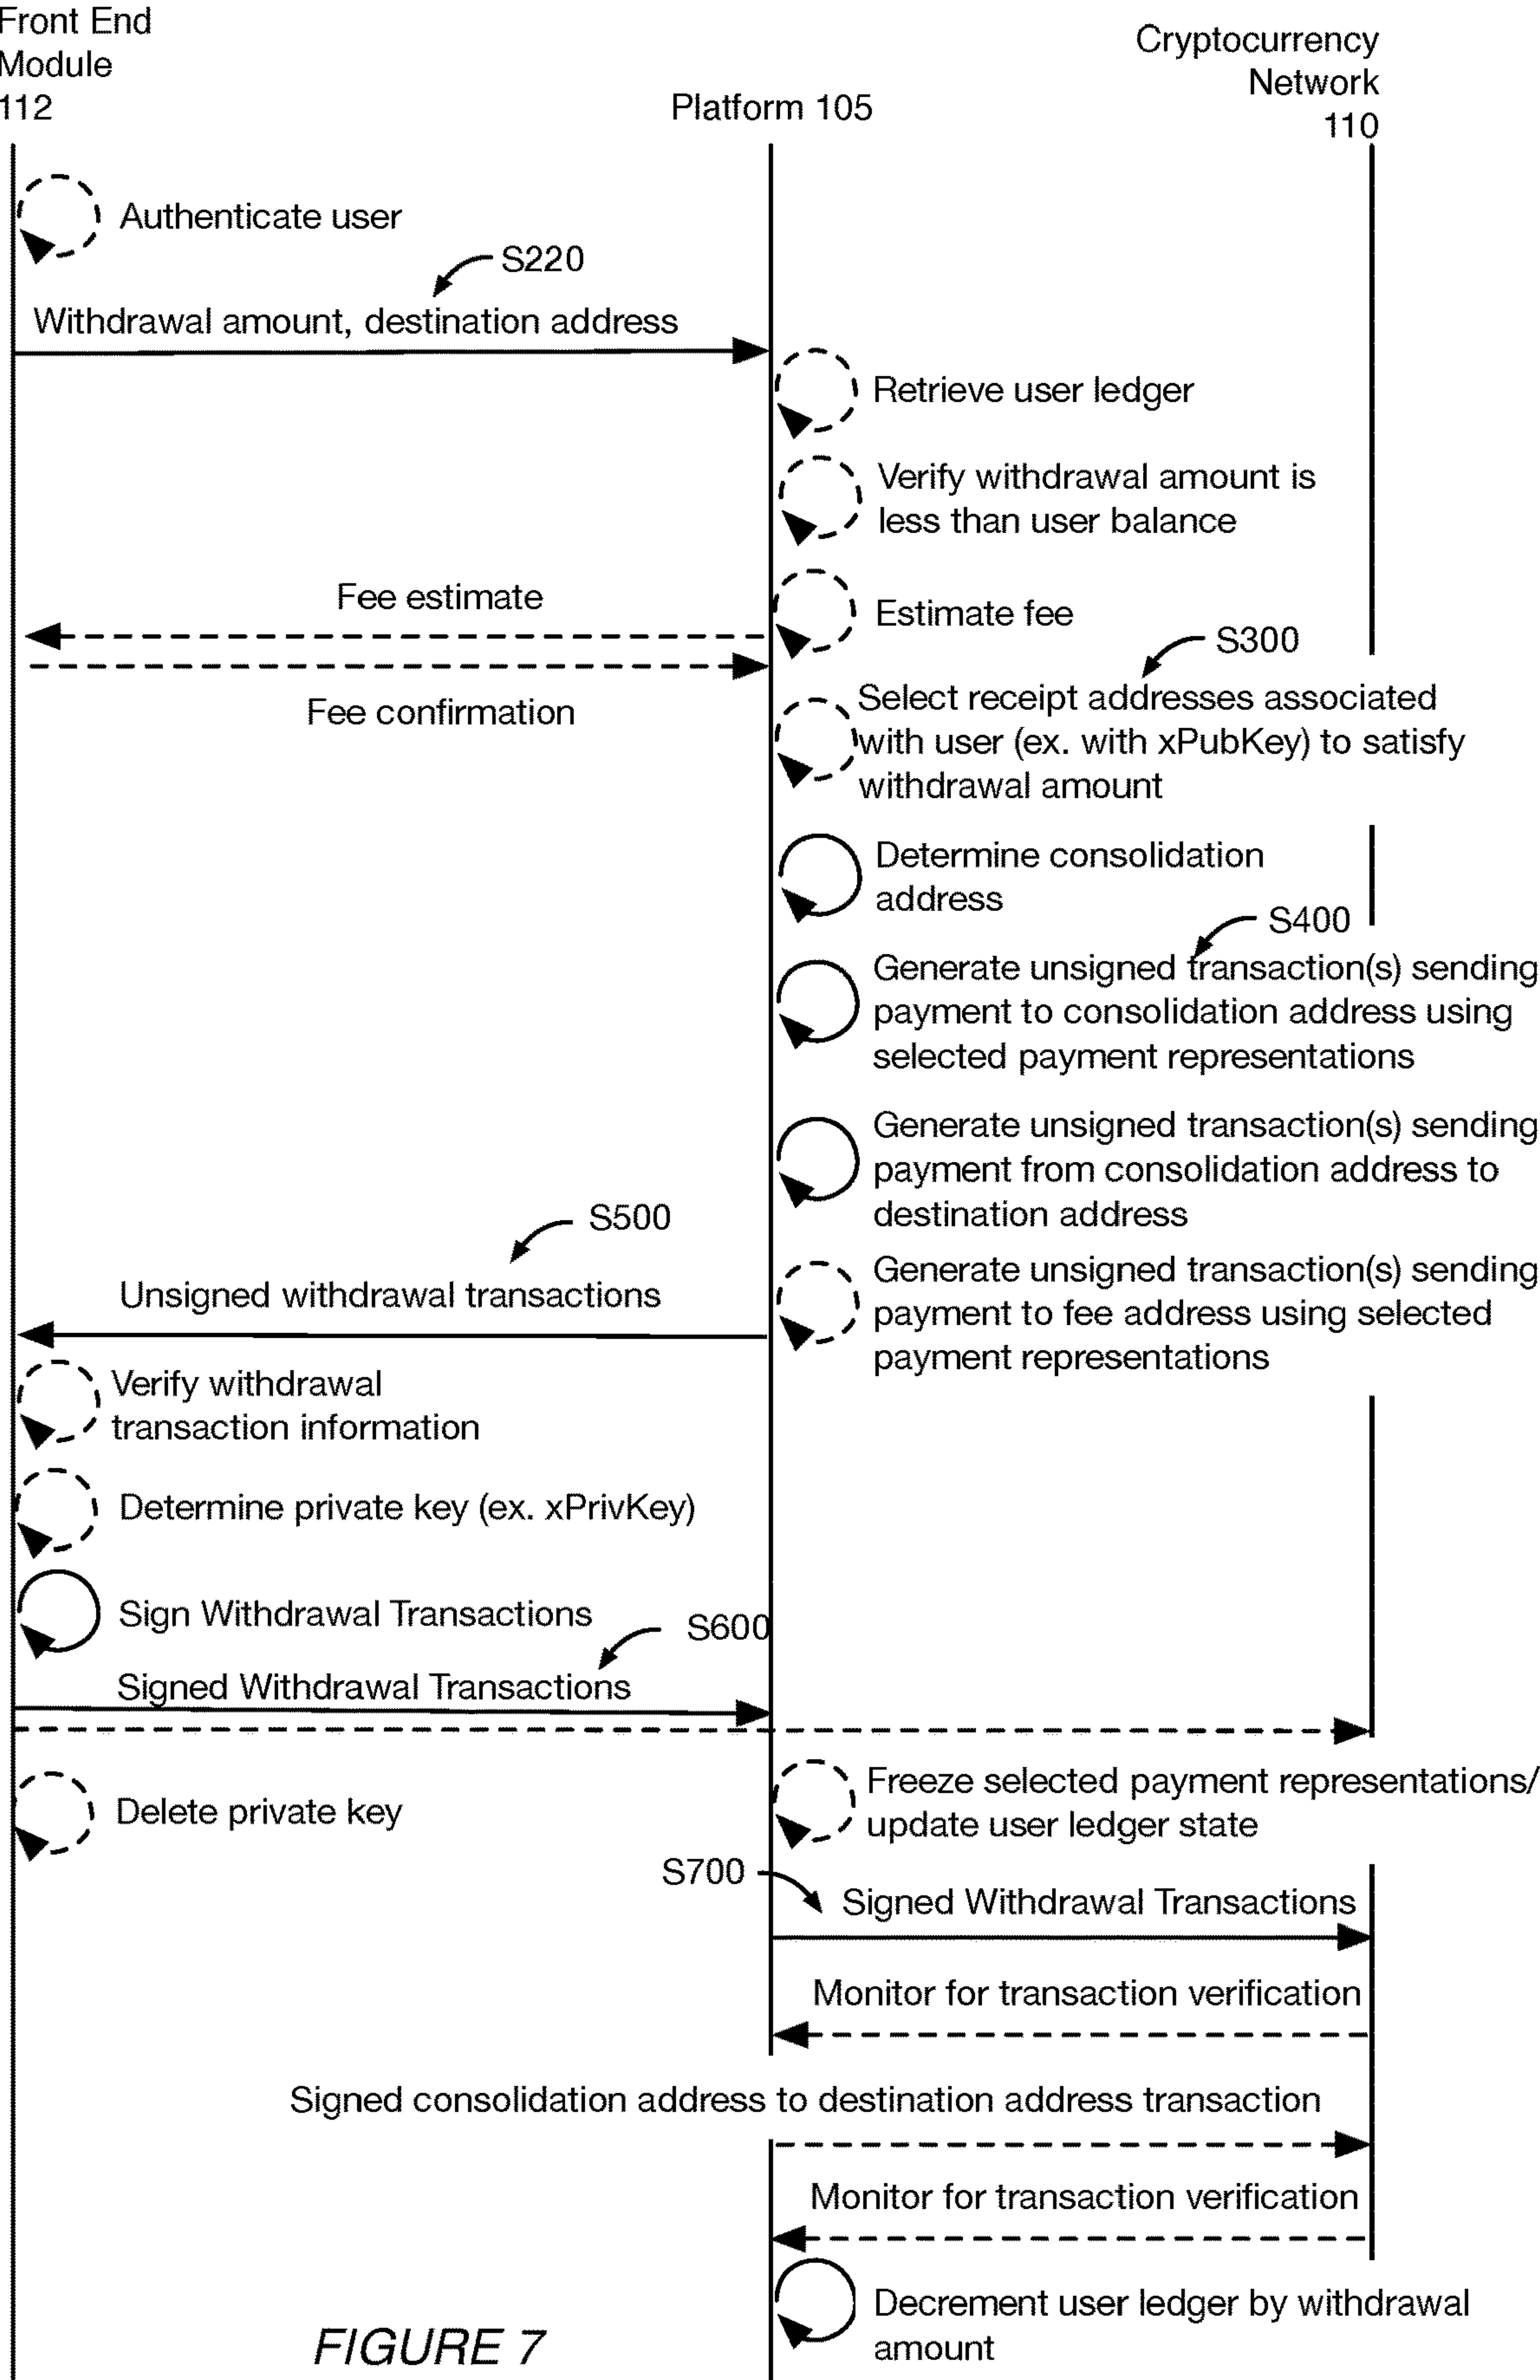 Front End
Module
112
Platform 105
Cryptocurrency
Network
110
Authenticate user
S220
Withdrawal amount, destination address
Retrieve user ledger
Verify withdrawal amount is
less than user balance
Fee estimate
Estimate fee
Fee confirmation
S300
Select receipt addresses associated
with user (ex. with xPubKey) to satisfy
withdrawal amount
Determine consolidation
address
S400
Generate unsigned transaction(s) sending
payment to consolidation address using
selected payment representations
Generate unsigned transaction(s) sending
payment from consolidation address to
destination address
S500
Unsigned withdrawal transactions
Generate unsigned transaction(s) sending
payment to fee address using selected
payment representations
Verify withdrawal
transaction information
Determine private key (ex. xPrivKey)
Sign Withdrawal Transactions
S600
Signed Withdrawal Transactions
Freeze selected payment representations/
update user ledger state
Delete private key
S700
Signed Withdrawal Transactions
Monitor for transaction verification
Signed consolidation address to destination address transaction
Monitor for transaction verification
Decrement user ledger by withdrawal
amount
FIGURE 7